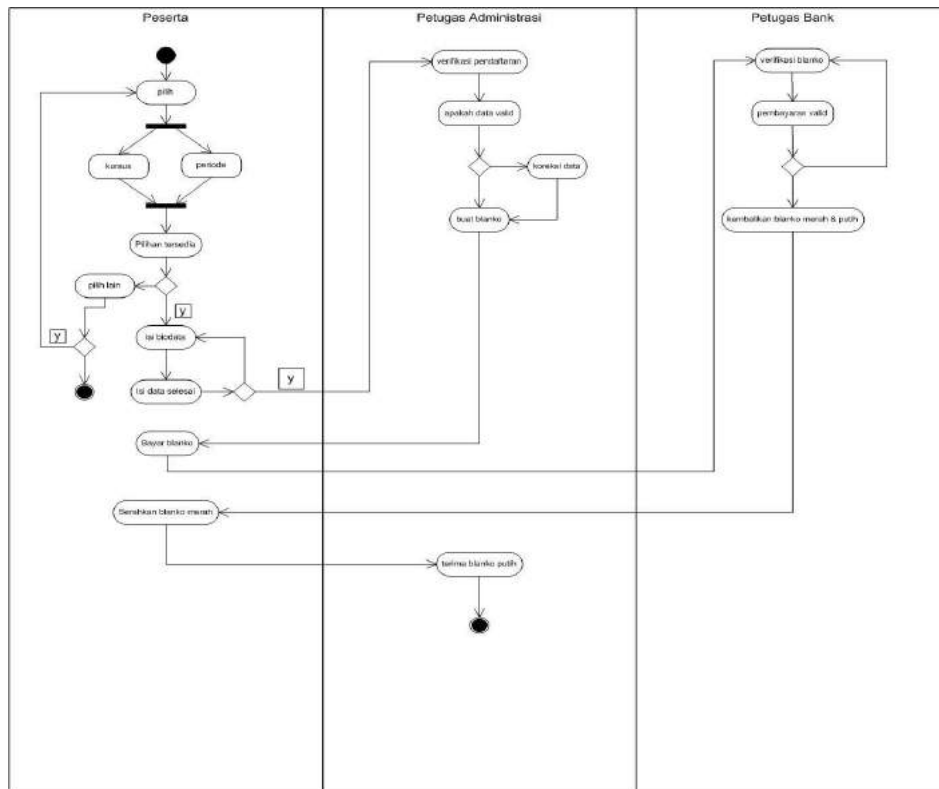 Peserta
Petugas Administrasi
Petugas Bank
pilih
kursus
periode
Pilihan tersedia
pilih lain
y
y
Isi biodata
Isi data selesai
y
Bayar blanko
Serahkan blanko merah
verifikasi pendaftaran
apakah data valid
koreksi data
buat blanko
terima blanko putih
verifikasi blanko
pembayaran valid
kembalikan blanko merah & putih